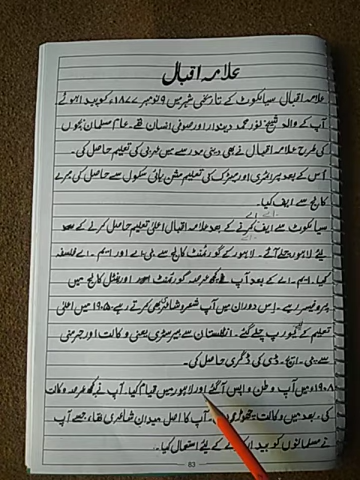 علامہ اقبال
علامہ اقبال سیالکوٹ کے تاریخی شہر میں 9 نومبر ۱۸۷۷ء کو پیدا ہوئے
آپ کے والد شیخ نور محمد دیندار اور صوفی انسان تھے۔ عام مسلمان بچوں
کی طرح علامہ اقبال نے بھی دینی مدرسے میں عربی کی تعلیم حاصل کی۔
اُس کے بعد پرائمری اور میٹرک کی تعلیم مشن ہائی سکول سے حاصل کی مرے
کالج سے ایف اے کیا۔
سیالکوٹ سے ایف اے کرنے کے بعد علامہ اقبال اعلیٰ تعلیم حاصل کرنے کے
لیے لاہور چلے آئے۔ لاہور کے گورنمنٹ کالج سے بی۔اے اور ایم۔اے فلسفہ
کیا۔ ایم۔اے کے بعد آپ نے کچھ عرصہ گورنمنٹ اور اورینٹل کالج میں
پروفیسر رہے۔ اِس دوران میں آپ شعر و شاعری بھی کرتے رہے ۱۹۰۵ میں اعلیٰ
تعلیم کے لیے یورپ چلے گئے۔ انگلستان سے بیرسٹری یعنی وکالت اور جرمنی
سے پی۔ایچ۔ڈی کی ڈگری حاصل کی۔
۱۹۰۸ء میں آپ وطن واپس آ گئے اور لاہور میں قیام کیا۔ آپ نے کچھ عرصہ وکالت
کی۔ بعد میں وکالت چھوڑ دی۔ آپ کا اصل میدان شاعری تھا، جسے آپ
نے مسلمانوں کو بیدار کرنے کے لیے استعمال کیا۔
83